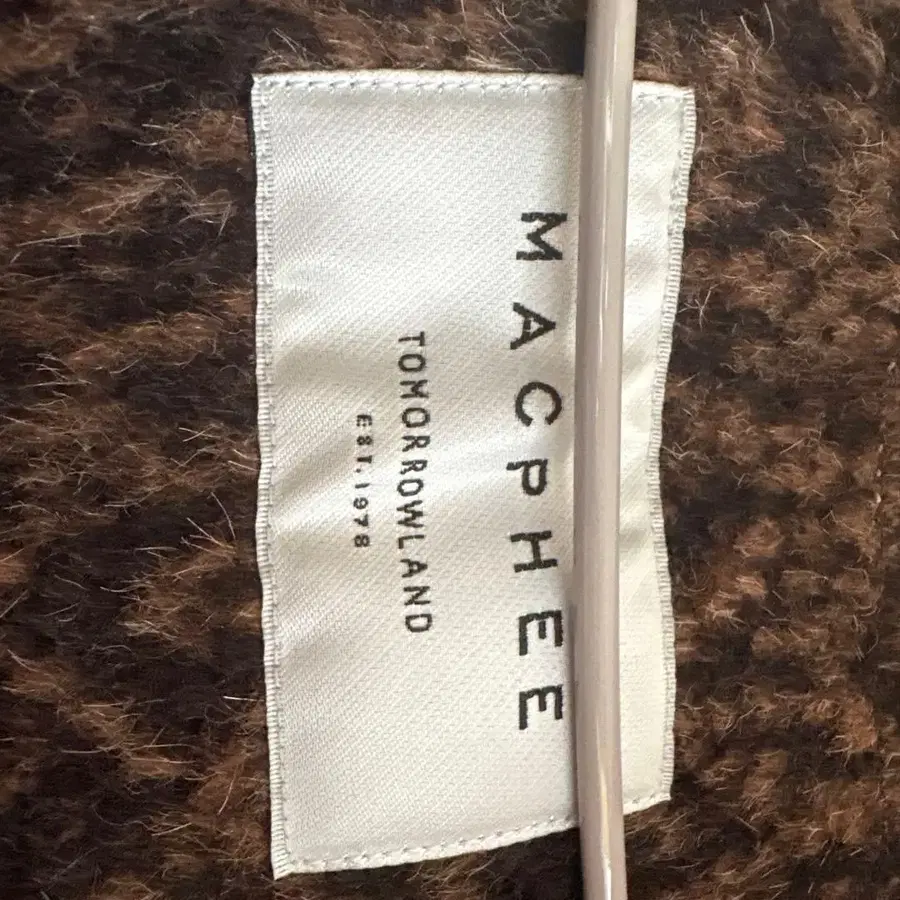 MACPHEE
TOMORROWLAND
EST. 1978